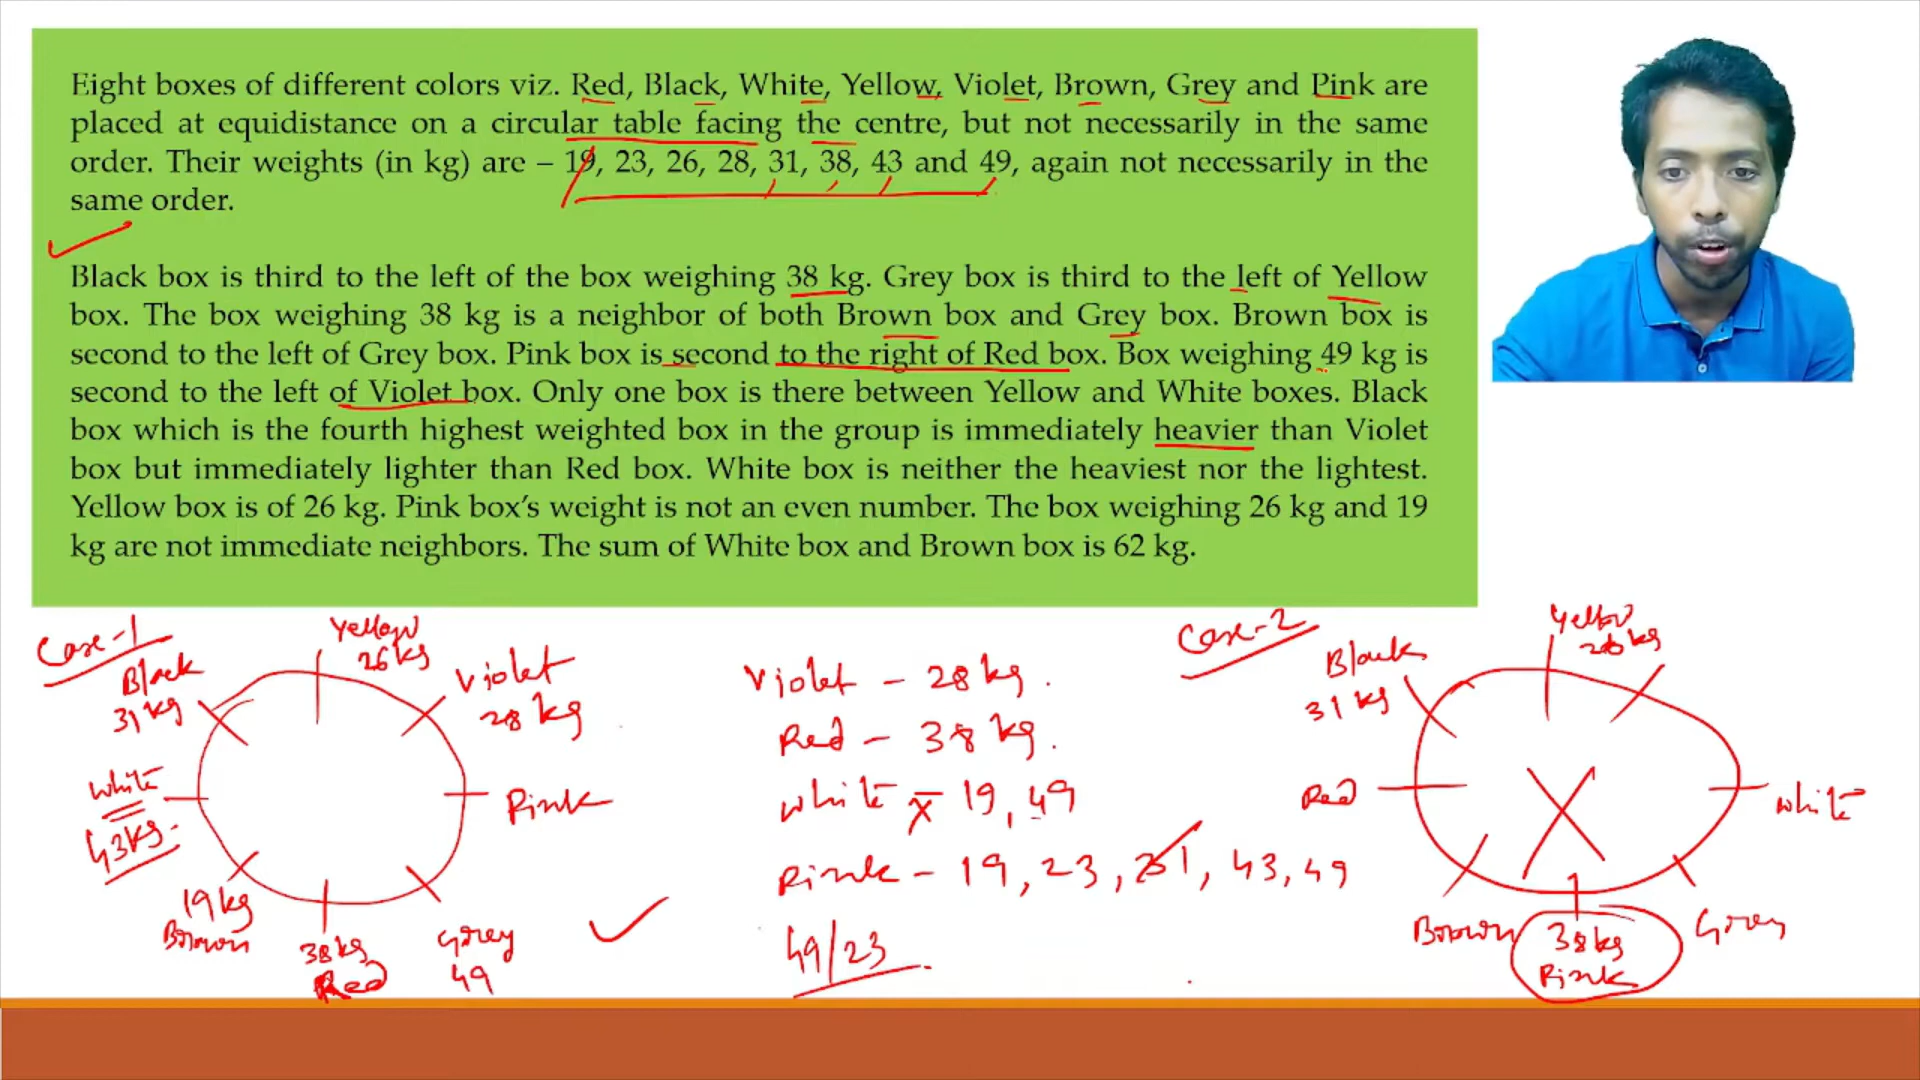 Eight boxes of different colors viz. Red, Black, White, Yellow, Violet, Brown, Grey and Pink are
placed at equidistance on a circular table facing the centre, but not necessarily in the same
order. Their weights (in kg) are – 19, 23, 26, 28, 31, 38, 43 and 49, again not necessarily in the
same order.
Black box is third to the left of the box weighing 38 kg. Grey box is third to the left of Yellow
box. The box weighing 38 kg is a neighbor of both Brown box and Grey box. Brown box is
second to the left of Grey box. Pink box is second to the right of Red box. Box weighing 49 kg is
second to the left of Violet box. Only one box is there between Yellow and White boxes. Black
box which is the fourth highest weighted box in the group is immediately heavier than Violet
box but immediately lighter than Red box. White box is neither the heaviest nor the lightest.
Yellow box is of 26 kg. Pink box's weight is not an even number. The box weighing 26 kg and 19
kg are not immediate neighbors. The sum of White box and Brown box is 62 kg.
Case-1
Yellow
26 kg
Black
31 kg
Violet
28 kg
White
43 kg.
Pink
19 kg
Brown
38 kg
Red
Grey
49
Violet - 28 kg.
Red - 38 kg.
White x - 19, 49
Pink - 19, 23, 31, 43, 49
49/23
Case-2
Yellow
26 kg
Black
31 kg
Red
White
Brown
38 kg
Pink
Grey